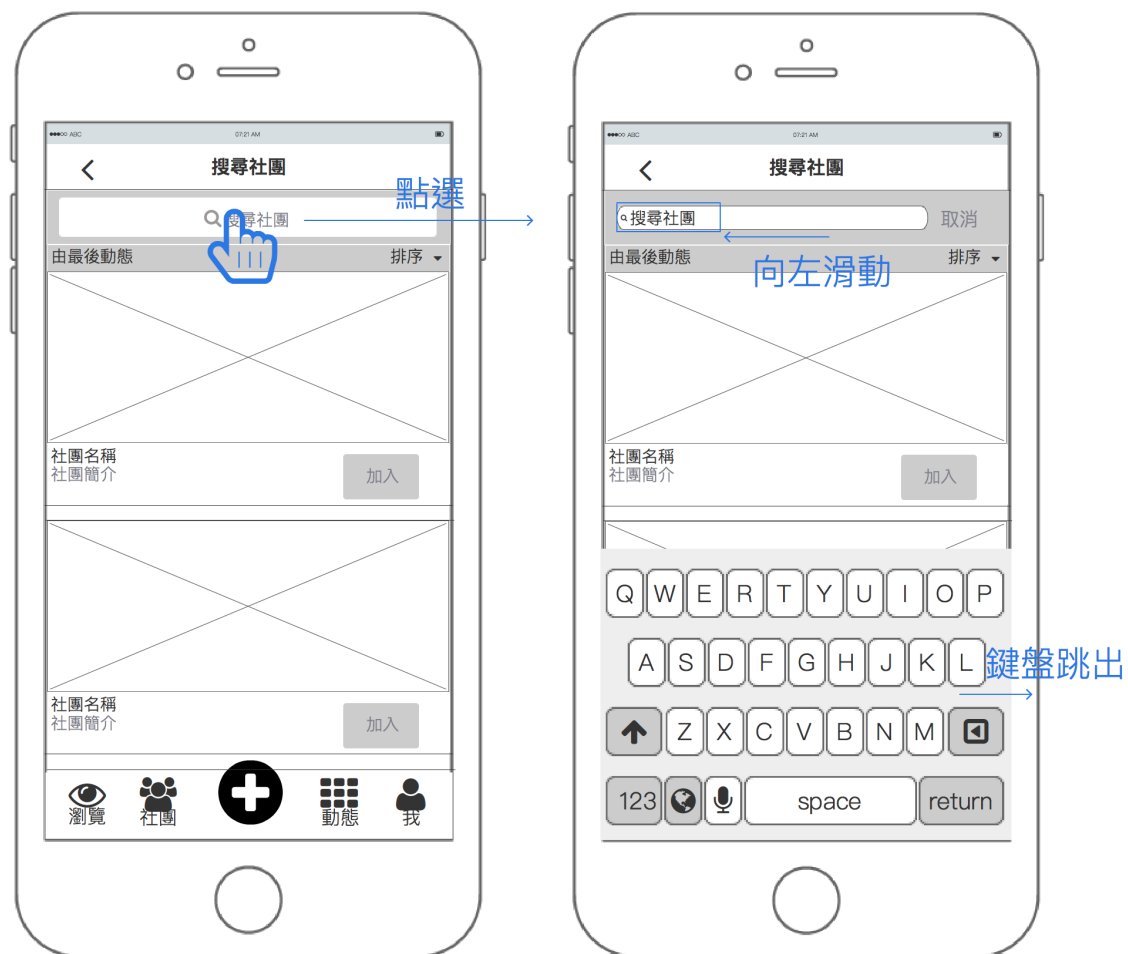 ABC 07:21 AM
搜尋社團
點選
搜尋社團
由最後動態 排序
社團名稱
社團簡介
加入
社團名稱
社團簡介
加入
瀏覽 社團 動態 我
ABC 07:21 AM
搜尋社團
搜尋社團 取消
由最後動態 排序
向左滑動
社團名稱
社團簡介
加入
Q W E R T Y U I O P
A S D F G H J K L
鍵盤跳出
Z X C V B N M
123 space return